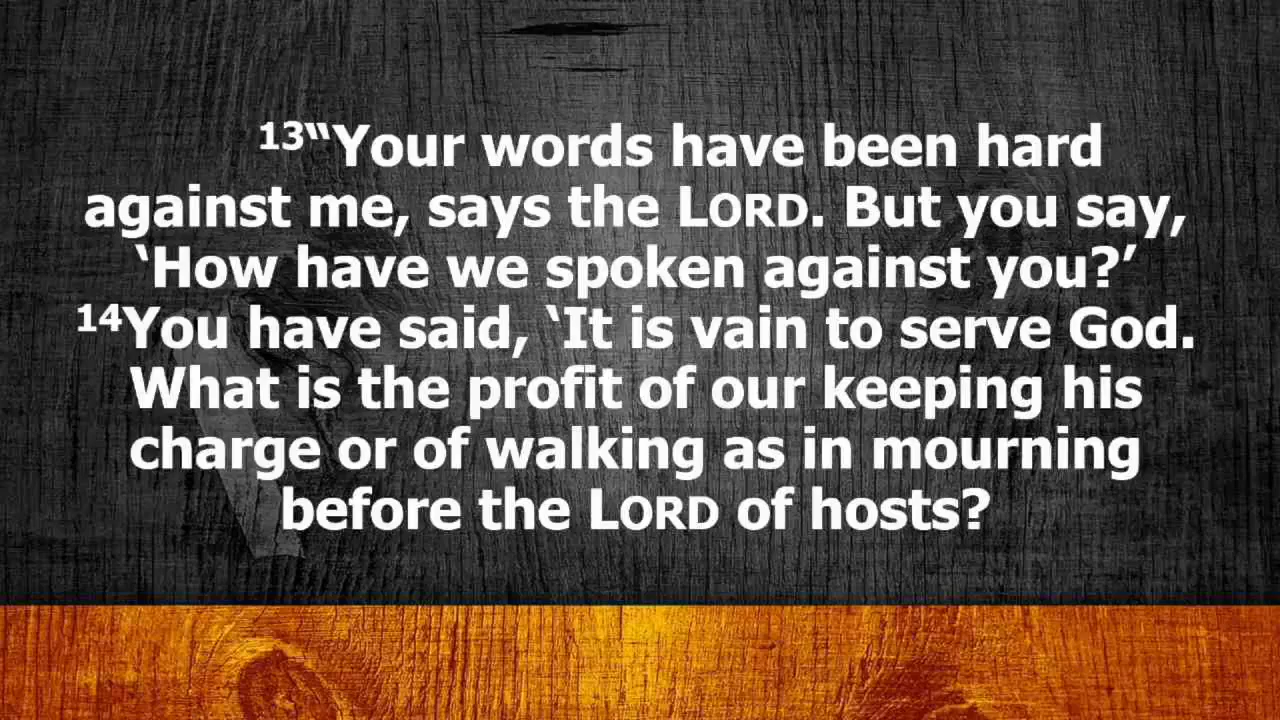 13“Your words have been hard
against me, says the LORD. But you say,
‘How have we spoken against you?’
14You have said, ‘It is vain to serve God.
What is the profit of our keeping his
charge or of walking as in mourning
before the LORD of hosts?